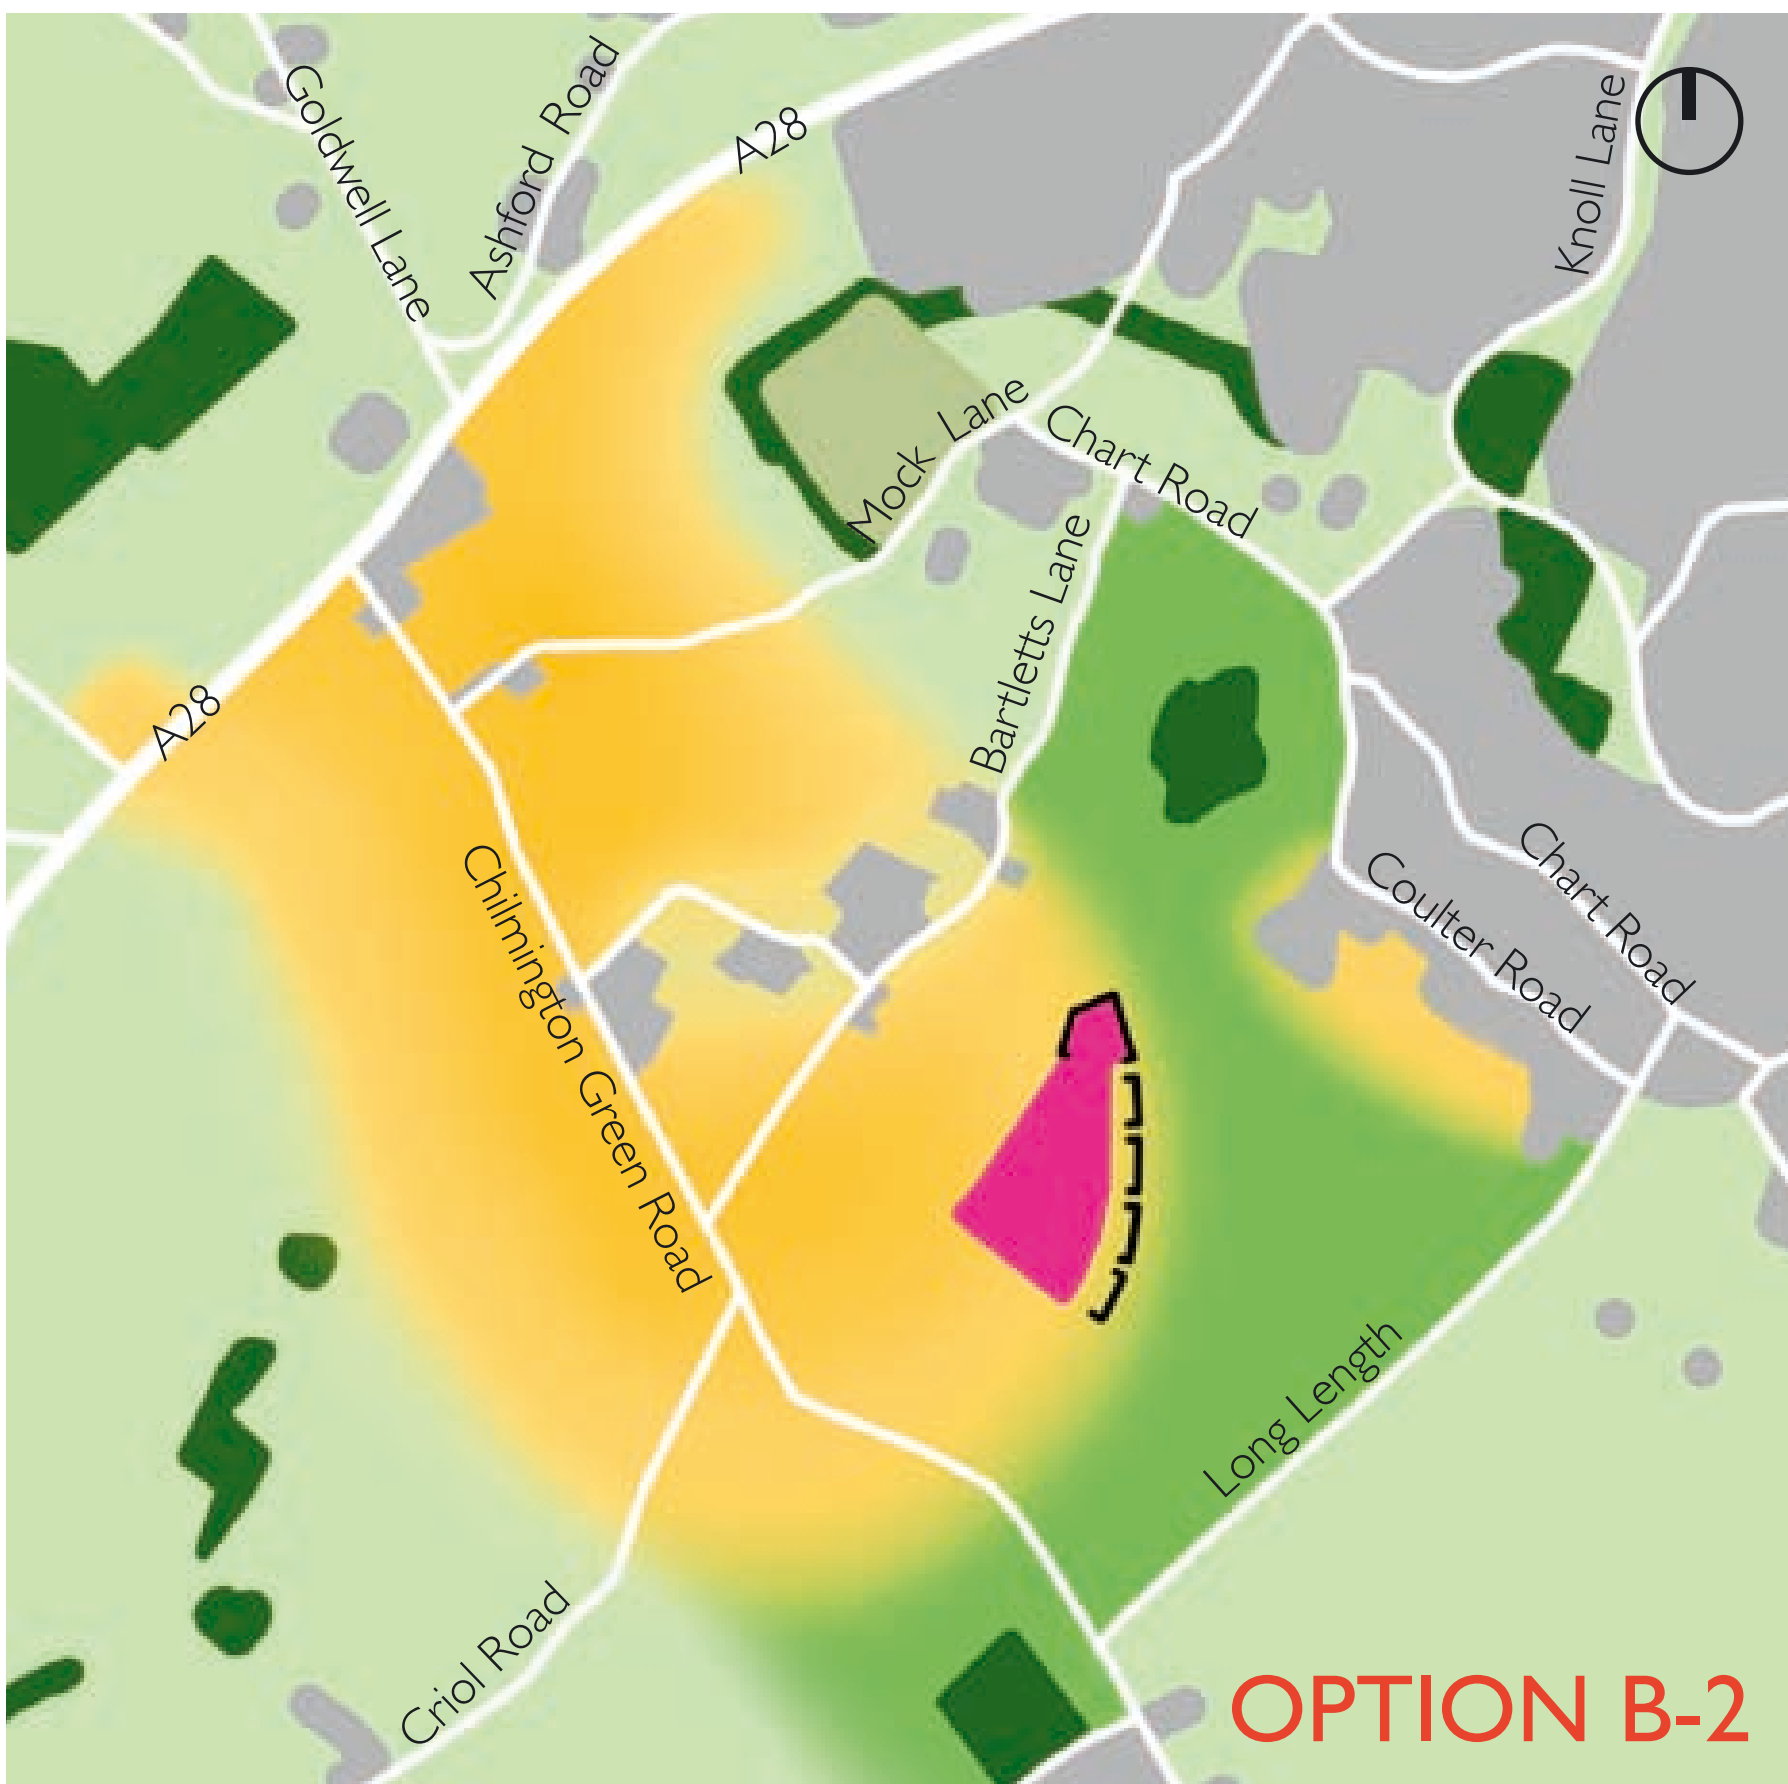 Goldwell Lane
Ashford Road
A28
Knoll Lane
Mock Lane
Chart Road
Bartletts Lane
A28
Chilmington Green Road
Coulter Road
Chart Road
Long Length
Criol Road
OPTION B-2